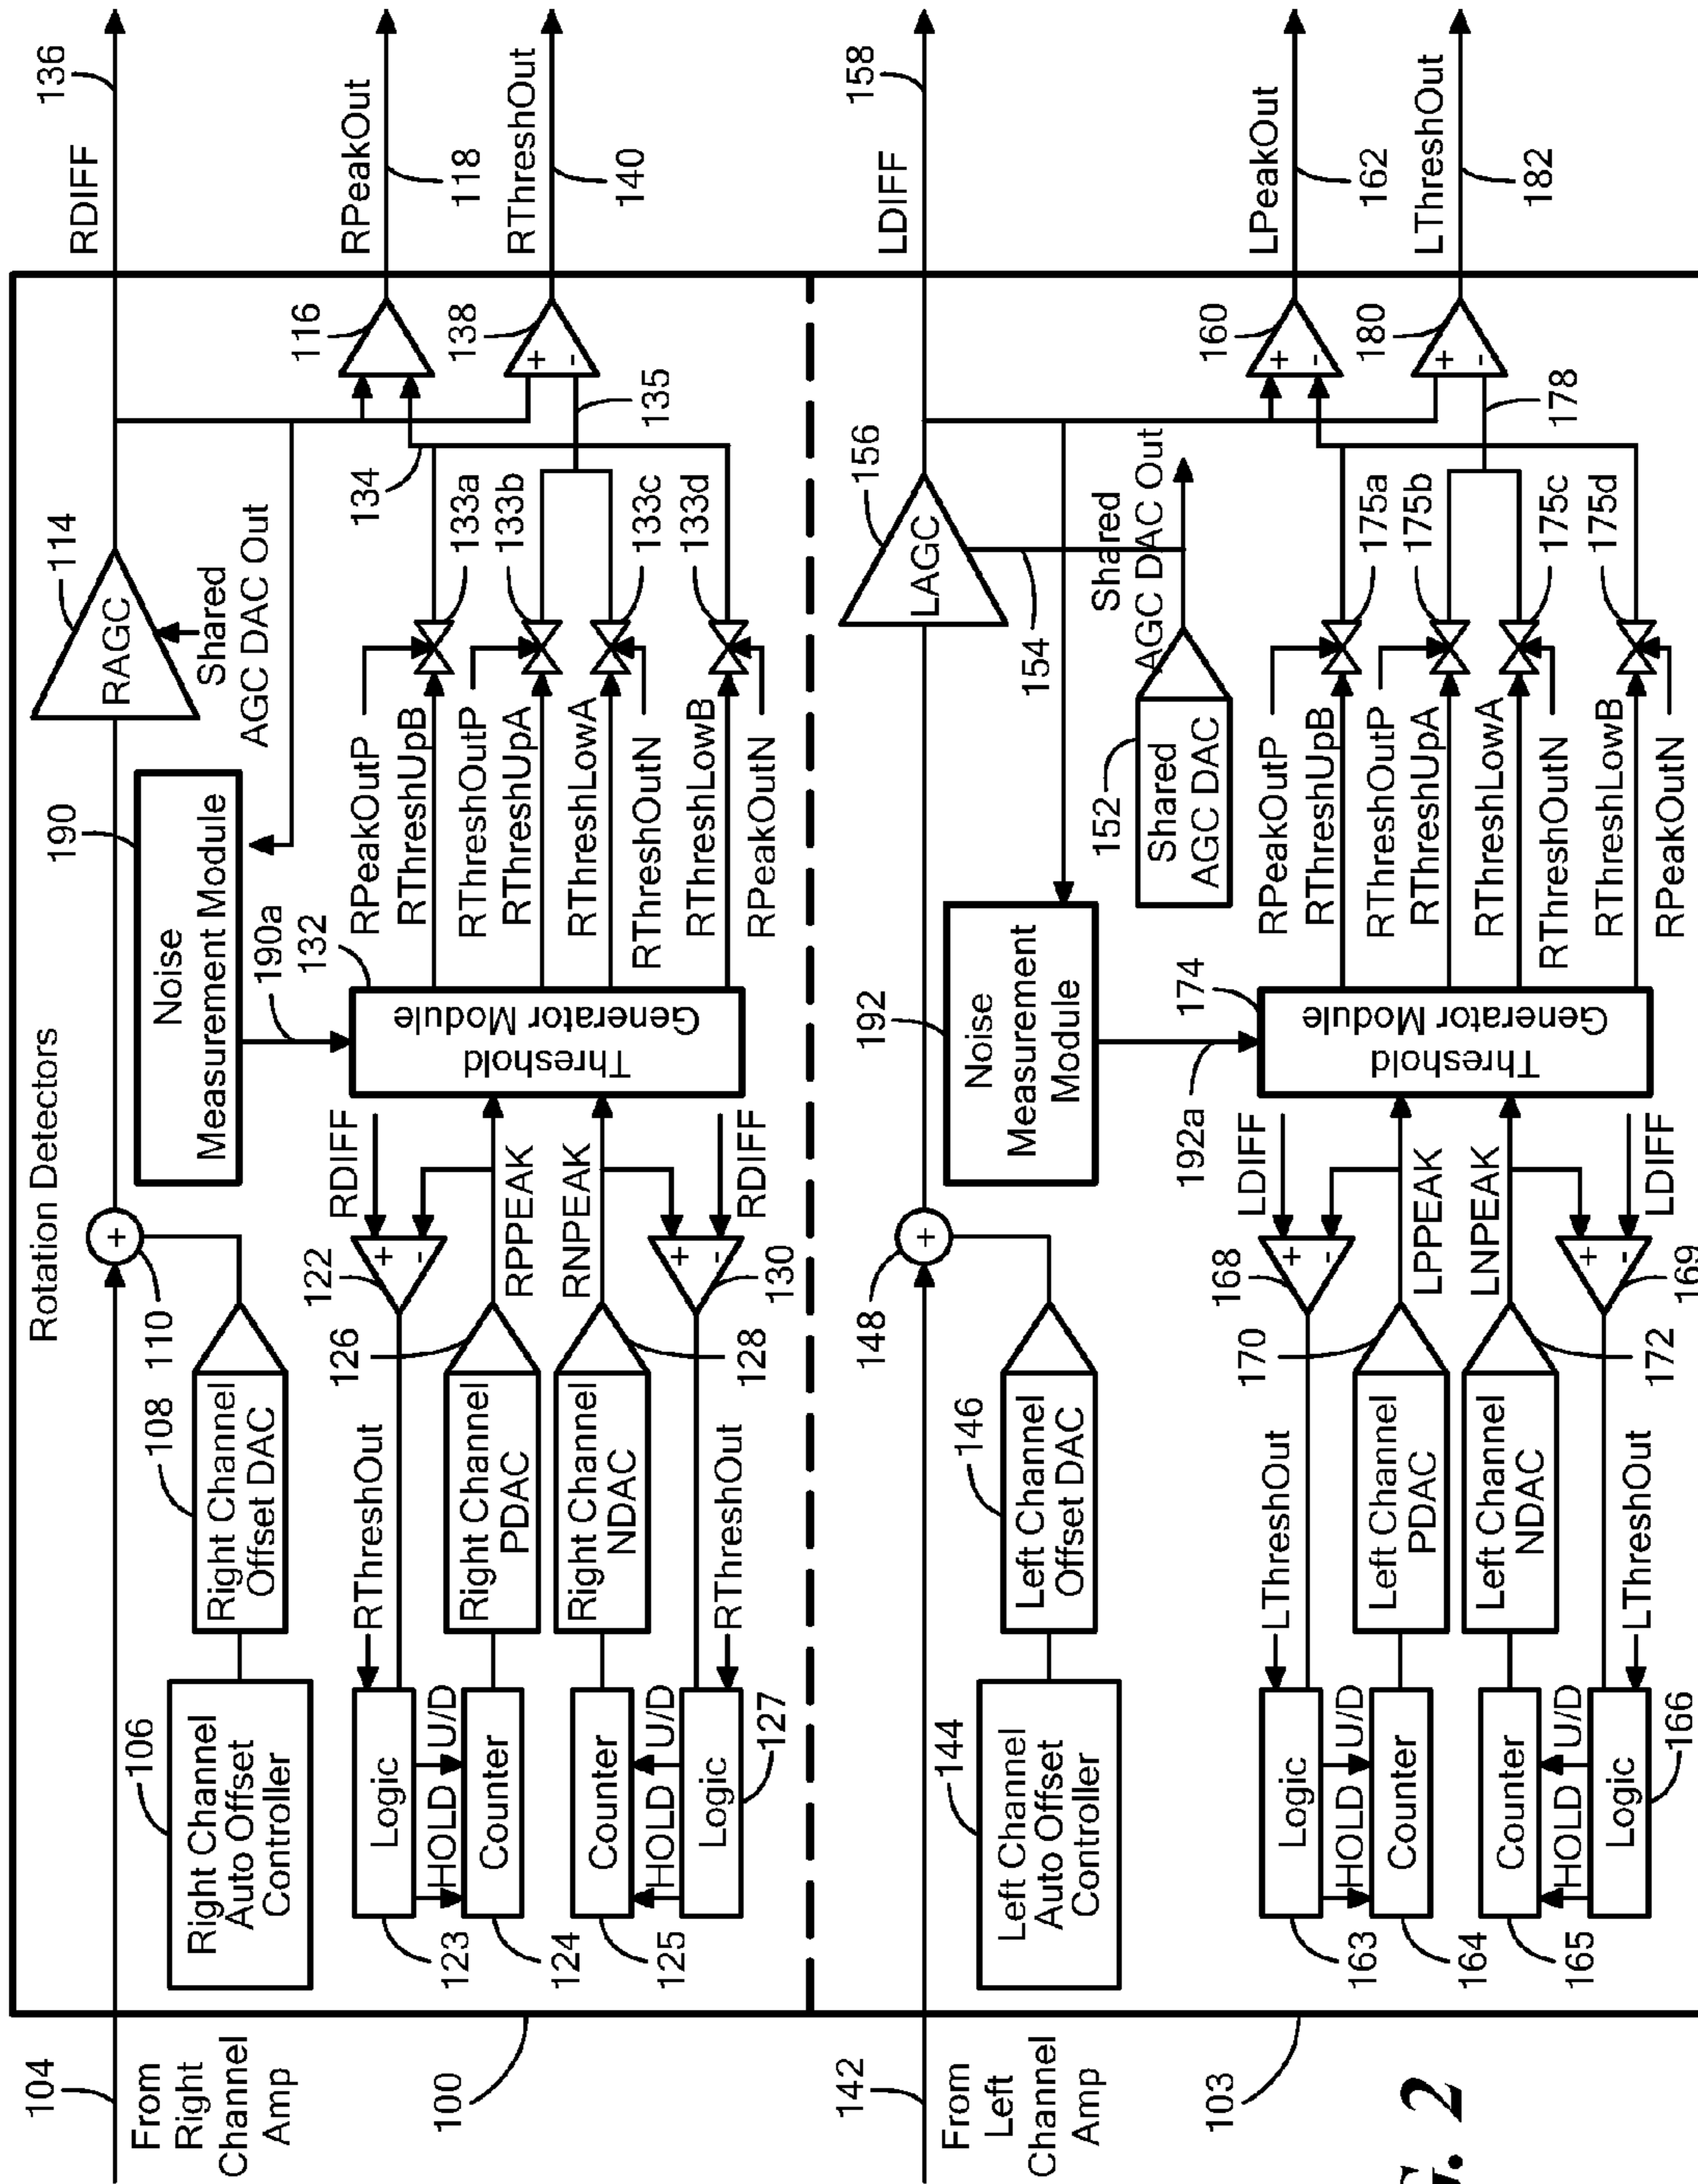 Rotation Detectors
104
From
Right
Channel
Amp
100
106
Right Channel
Auto Offset
Controller
108
Right Channel
Offset DAC
110
+
190
Noise
Measurement Module
190a
RAGC
114
Shared
AGC DAC Out
RDIFF
136
123
Logic
HOLD
U/D
RThreshOut
124
Counter
125
Counter
HOLD
U/D
Logic
127
RThreshOut
126
Right Channel
PDAC
Right Channel
NDAC
128
122
+
-
RDIFF
RPPEAK
RNPEAK
+
-
130
RDIFF
132
Threshold
Generator Module
RPeakOutP
RThreshUpB
RThreshOutP
RThreshUpA
RThreshLowA
RThreshOutN
RThreshLowB
RPeakOutN
133a
133b
133c
133d
134
135
116
138
+
-
RPeakOut
118
RThreshOut
140
142
From
Left
Channel
Amp
103
144
Left Channel
Auto Offset
Controller
146
Left Channel
Offset DAC
148
+
192
Noise
Measurement
Module
192a
152
Shared
AGC DAC
Shared
AGC DAC Out
154
LAGC
156
LDIFF
158
163
Logic
HOLD
U/D
LThreshOut
164
Counter
165
Counter
HOLD
U/D
Logic
166
LThreshOut
170
Left Channel
PDAC
Left Channel
NDAC
172
168
+
-
LDIFF
LPPEAK
LNPEAK
+
-
169
LDIFF
174
Threshold
Generator Module
RPeakOutP
RThreshUpB
RThreshOutP
RThreshUpA
RThreshLowA
RThreshOutN
RThreshLowB
RPeakOutN
175a
175b
175c
175d
178
160
+
-
180
+
-
LPeakOut
162
LThreshOut
182
G. 2